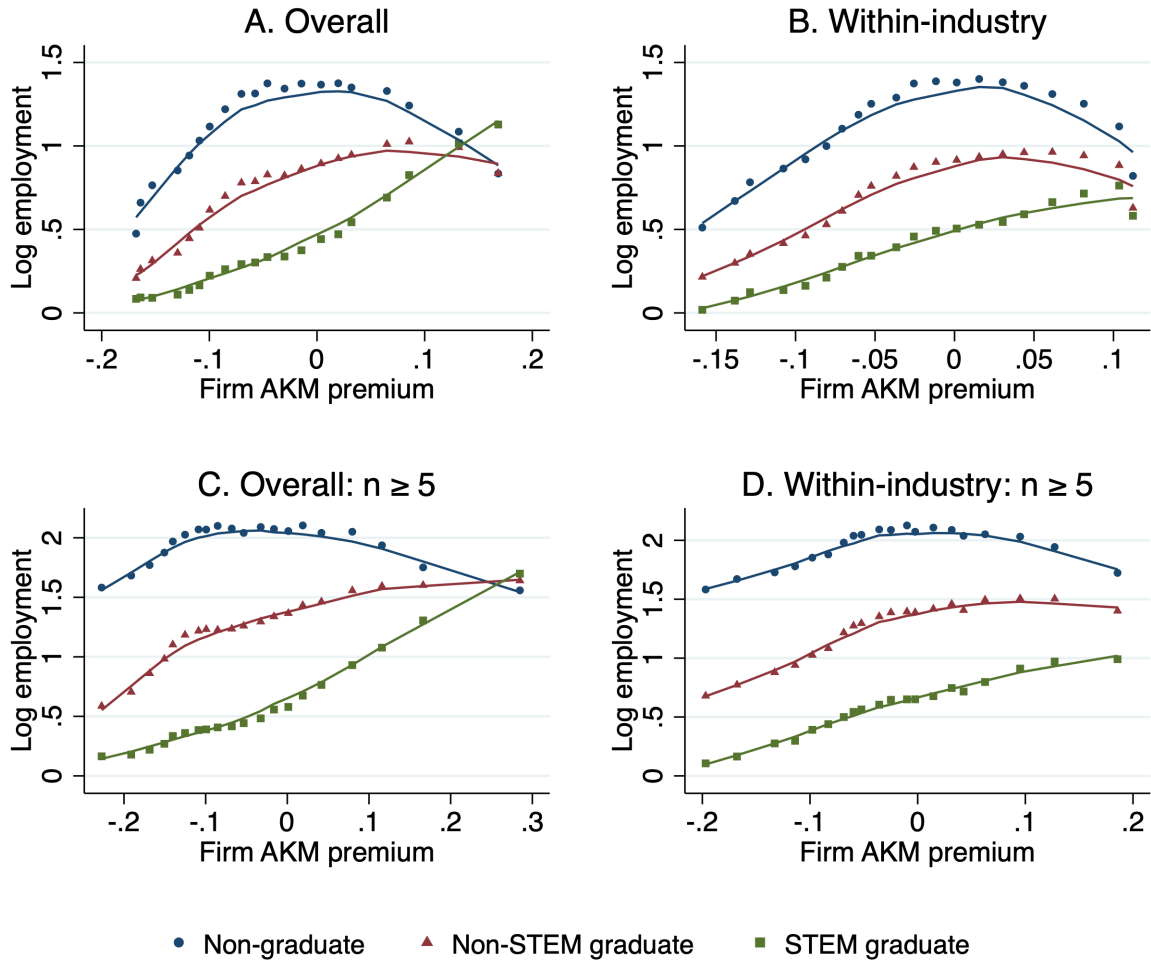 A. Overall
Log employment
0 .5 1 1.5
-.2 -.1 0 .1 .2
Firm AKM premium
B. Within-industry
Log employment
0 .5 1 1.5
-.15 -.1 -.05 0 .05 .1
Firm AKM premium
C. Overall: n ≥ 5
Log employment
0 .5 1 1.5 2
-.2 -.1 0 .1 .2 .3
Firm AKM premium
D. Within-industry: n ≥ 5
Log employment
0 .5 1 1.5 2
-.2 -.1 0 .1 .2
Firm AKM premium
Non-graduate Non-STEM graduate STEM graduate